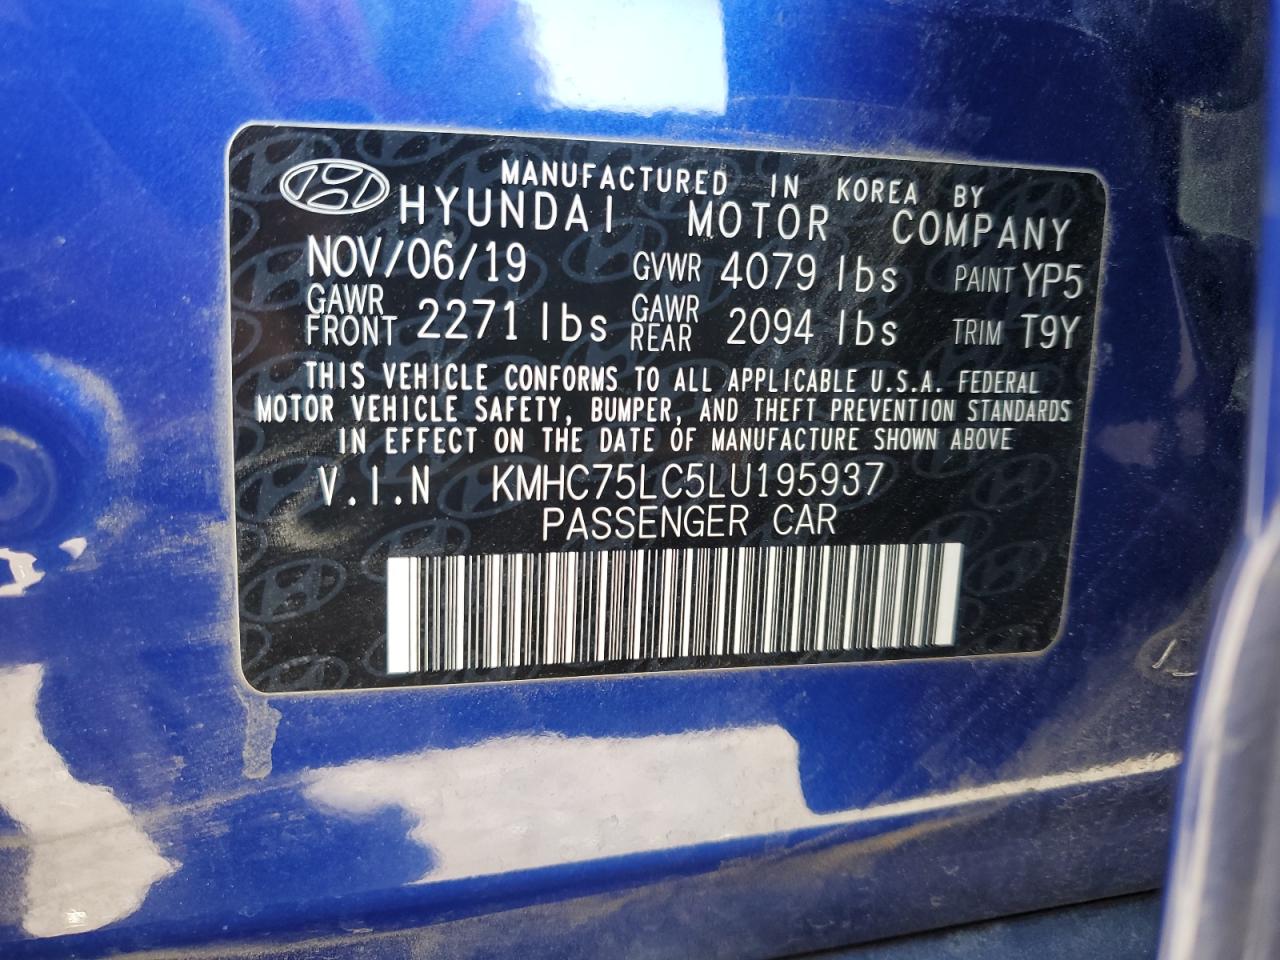 MANUFACTURED IN KOREA BY
HYUNDAI MOTOR COMPANY
NOV/06/19 GVWR 4079 lbs PAINT YP5
GAWR FRONT 2271 lbs GAWR REAR 2094 lbs TRIM T9Y
THIS VEHICLE CONFORMS TO ALL APPLICABLE U.S.A. FEDERAL
MOTOR VEHICLE SAFETY, BUMPER, AND THEFT PREVENTION STANDARDS
IN EFFECT ON THE DATE OF MANUFACTURE SHOWN ABOVE
V.I.N KMHC75LC5LU195937
PASSENGER CAR